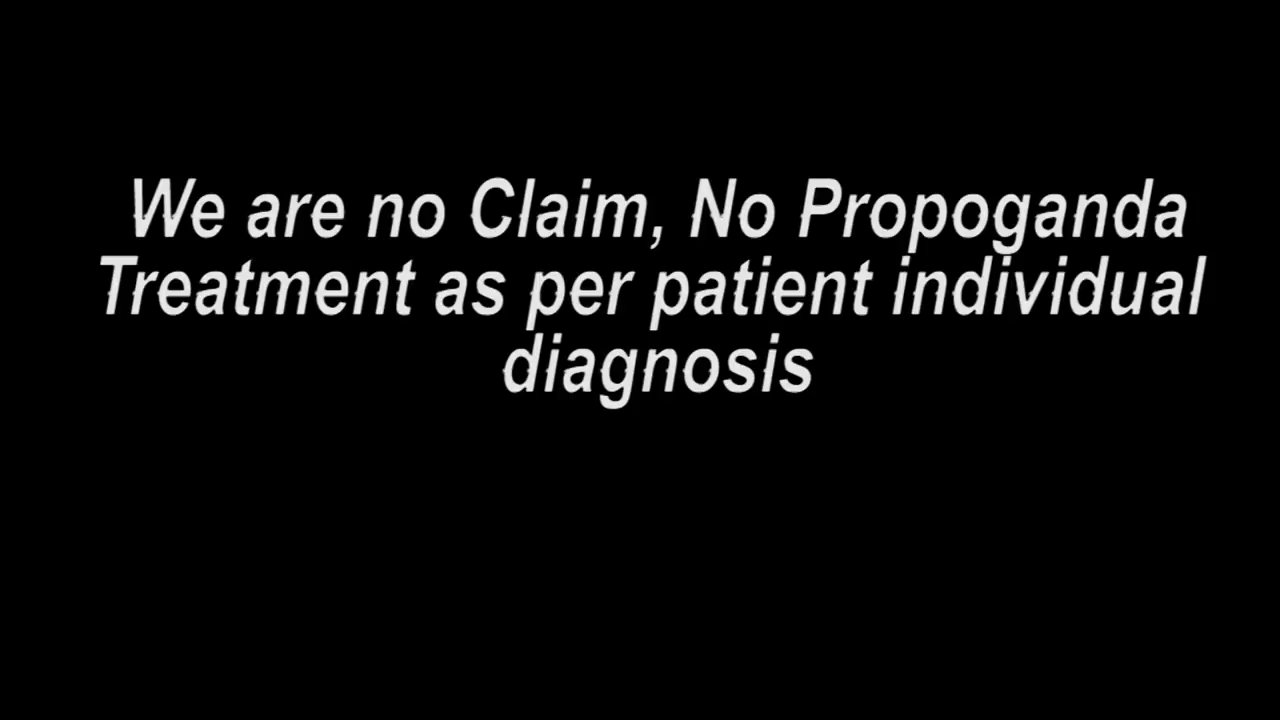 We are no Claim, No Propoganda
Treatment as per patient individual
diagnosis